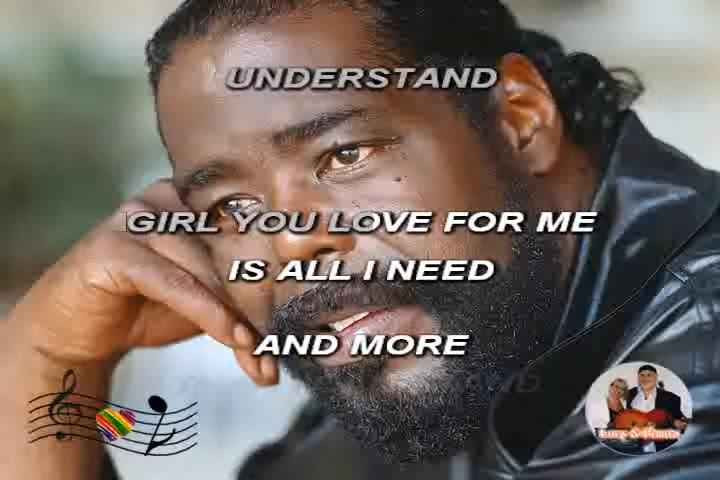 UNDERSTAND
GIRL YOU LOVE FOR ME
IS ALL I NEED
AND MORE